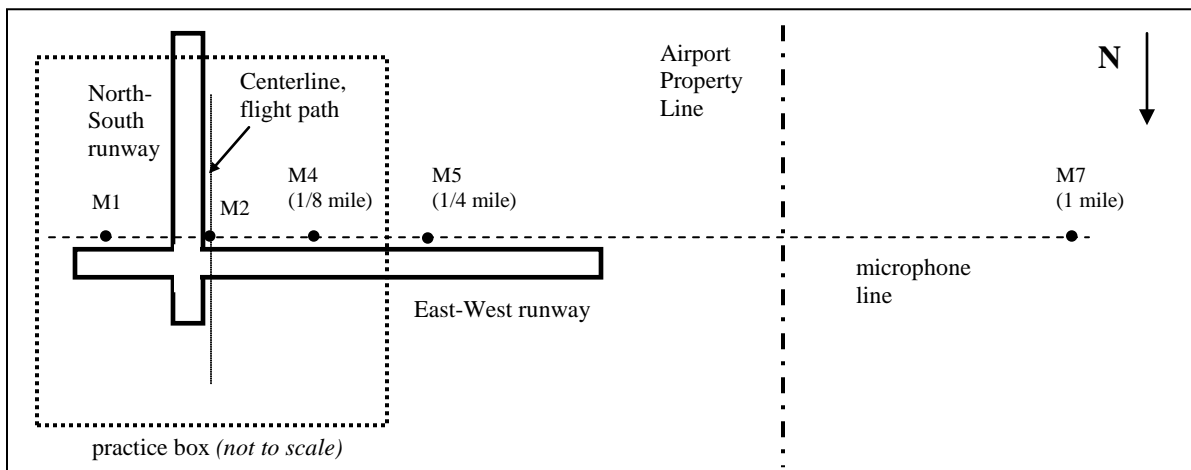 North-
South
runway
Centerline,
flight path
Airport
Property
Line
N
M1
M2
M4
(1/8 mile)
M5
(1/4 mile)
M7
(1 mile)
microphone
line
East-West runway
practice box (not to scale)